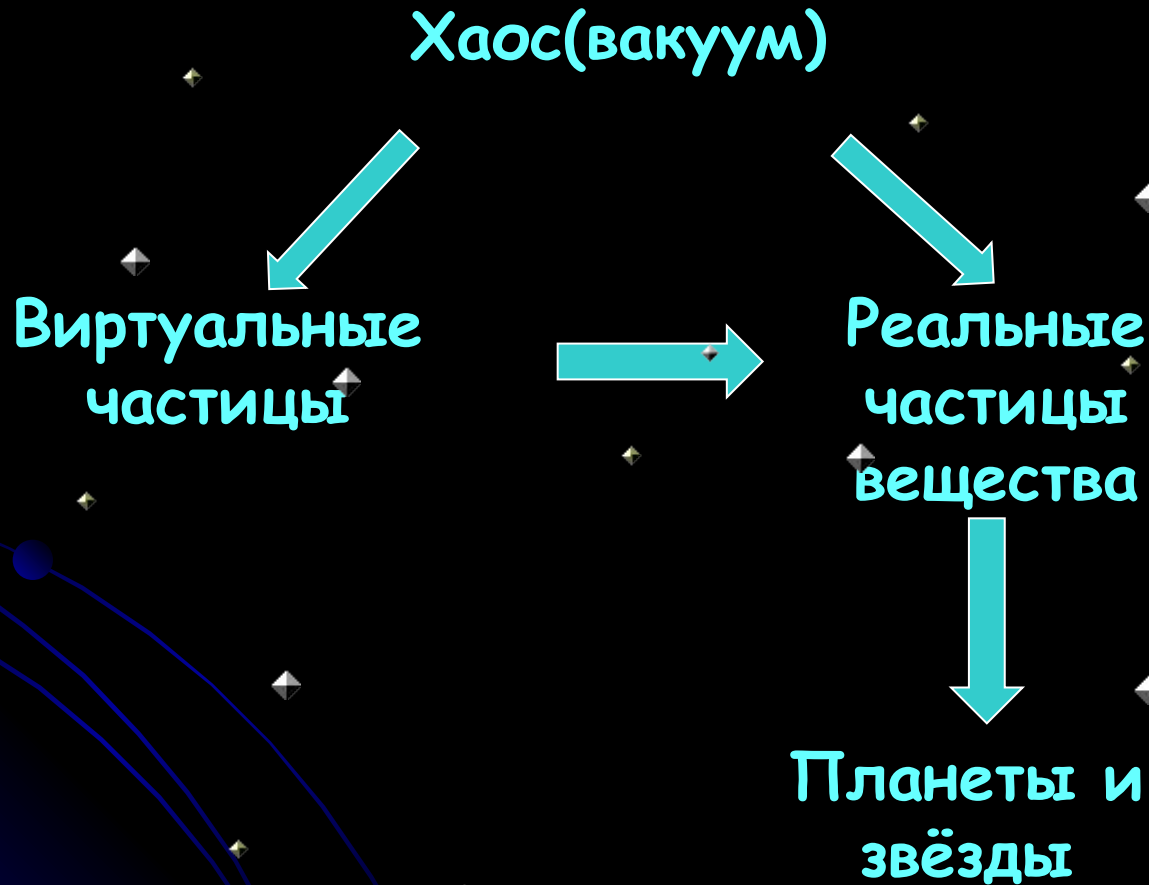 Хаос(вакуум)
Виртуальные
частицы
Реальные
частицы
вещества
Планеты и
звёзды